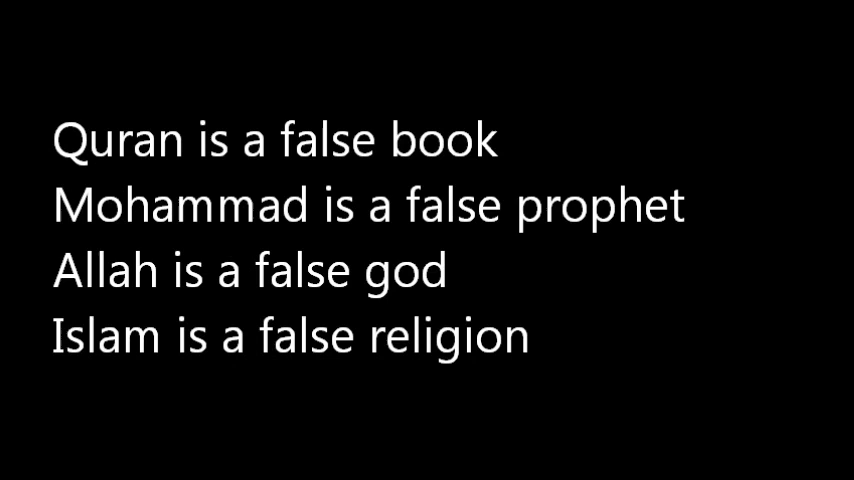 Quran is a false book
Mohammad is a false prophet
Allah is a false god
Islam is a false religion